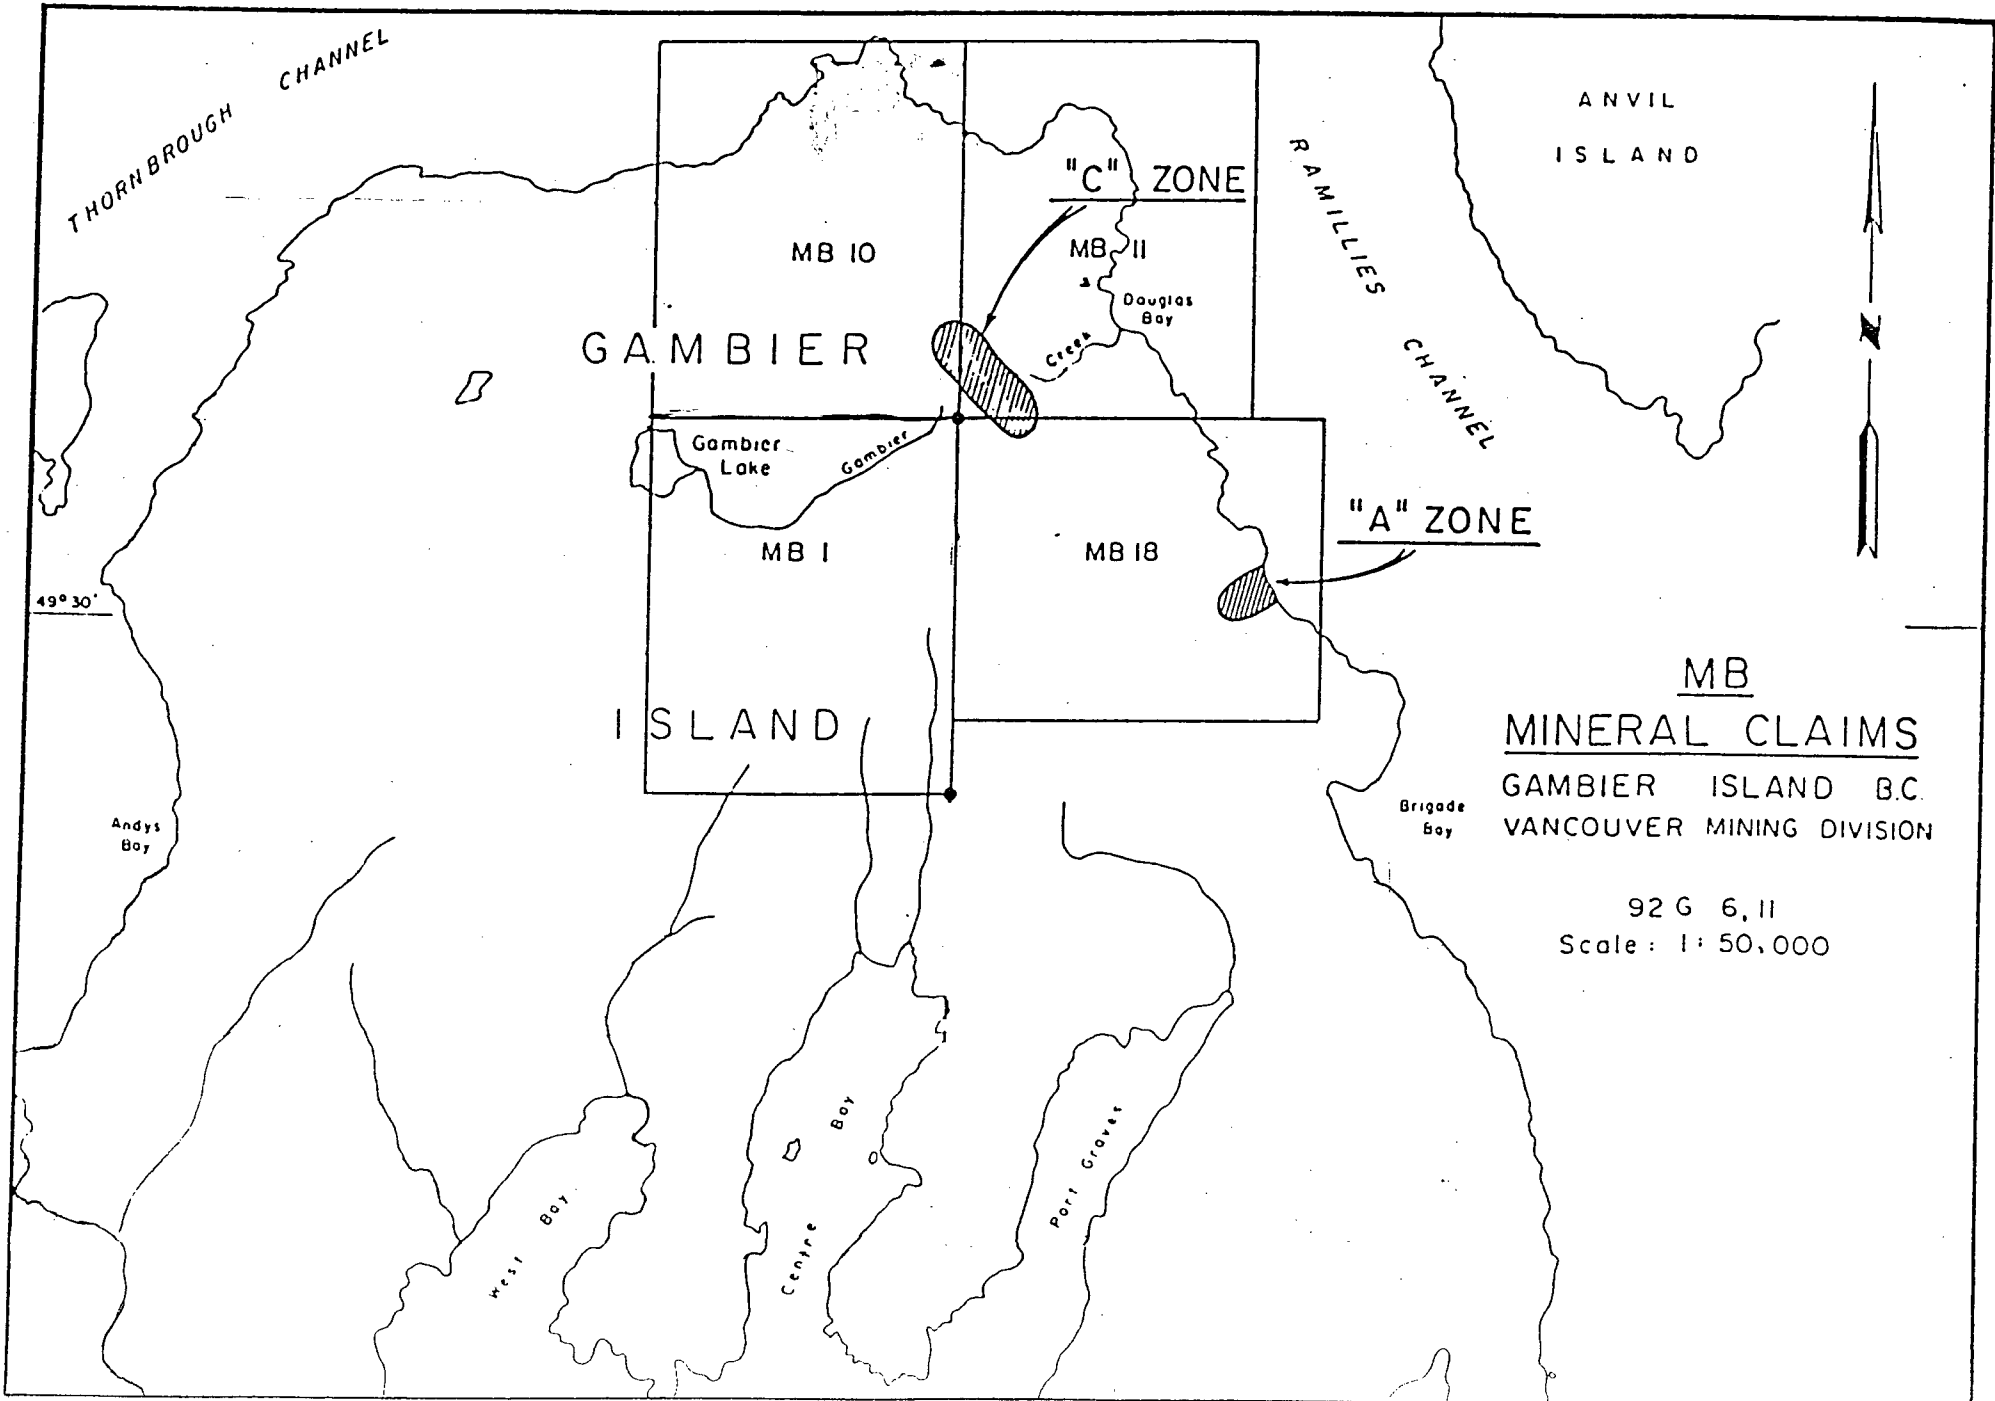 THORNBROUGH CHANNEL
ANVIL
ISLAND
RAMILLIES CHANNEL
"C" ZONE
MB 10
MB 11
Douglas
Bay
Creek
GAMBIER
N
Gambier
Lake
Gambier
"A" ZONE
MB 1
MB 18
49°30'
ISLAND
MB
MINERAL CLAIMS
GAMBIER ISLAND B.C.
VANCOUVER MINING DIVISION
92 G 6,11
Scale : 1:50,000
Brigade
Bay
Andys
Bay
West Bay
Centre Bay
Port Graves